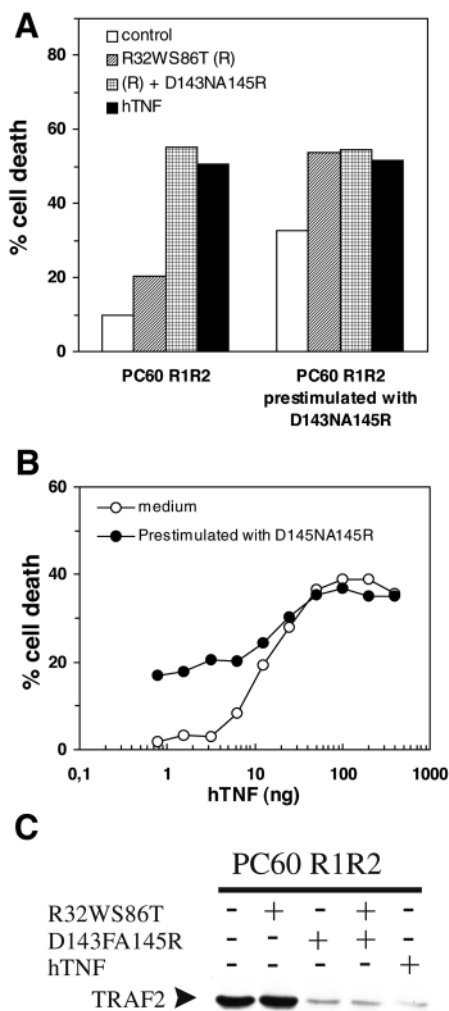 A
80
60
40
20
0
% cell death
control
R32WS86T (R)
(R) + D143NA145R
hTNF
PC60 R1R2
PC60 R1R2
prestimulated with
D143NA145R
B
60
40
20
0
% cell death
medium
Prestimulated with D145NA145R
0,1 1 10 100 1000
hTNF (ng)
C
PC60 R1R2
R32WS86T - + - + -
D143FA145R - - + + -
hTNF - - - - +
TRAF2